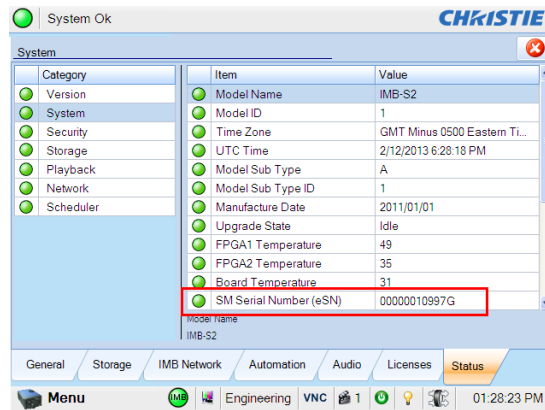 System Ok
CHRISTIE
System
Category
Item Value
Version
Model Name IMB-S2
System
Model ID 1
Security
Time Zone GMT Minus 0500 Eastern Ti...
Storage
UTC Time 2/12/2013 6:28:18 PM
Playback
Model Sub Type A
Network
Model Sub Type ID 1
Scheduler
Manufacture Date 2011/01/01
Upgrade State Idle
FPGA1 Temperature 49
FPGA2 Temperature 35
Board Temperature 31
SM Serial Number (eSN) 00000010997G
Model Name
IMB-S2
General Storage IMB Network Automation Audio Licenses Status
Menu IMB Engineering VNC 1 01:28:23 PM